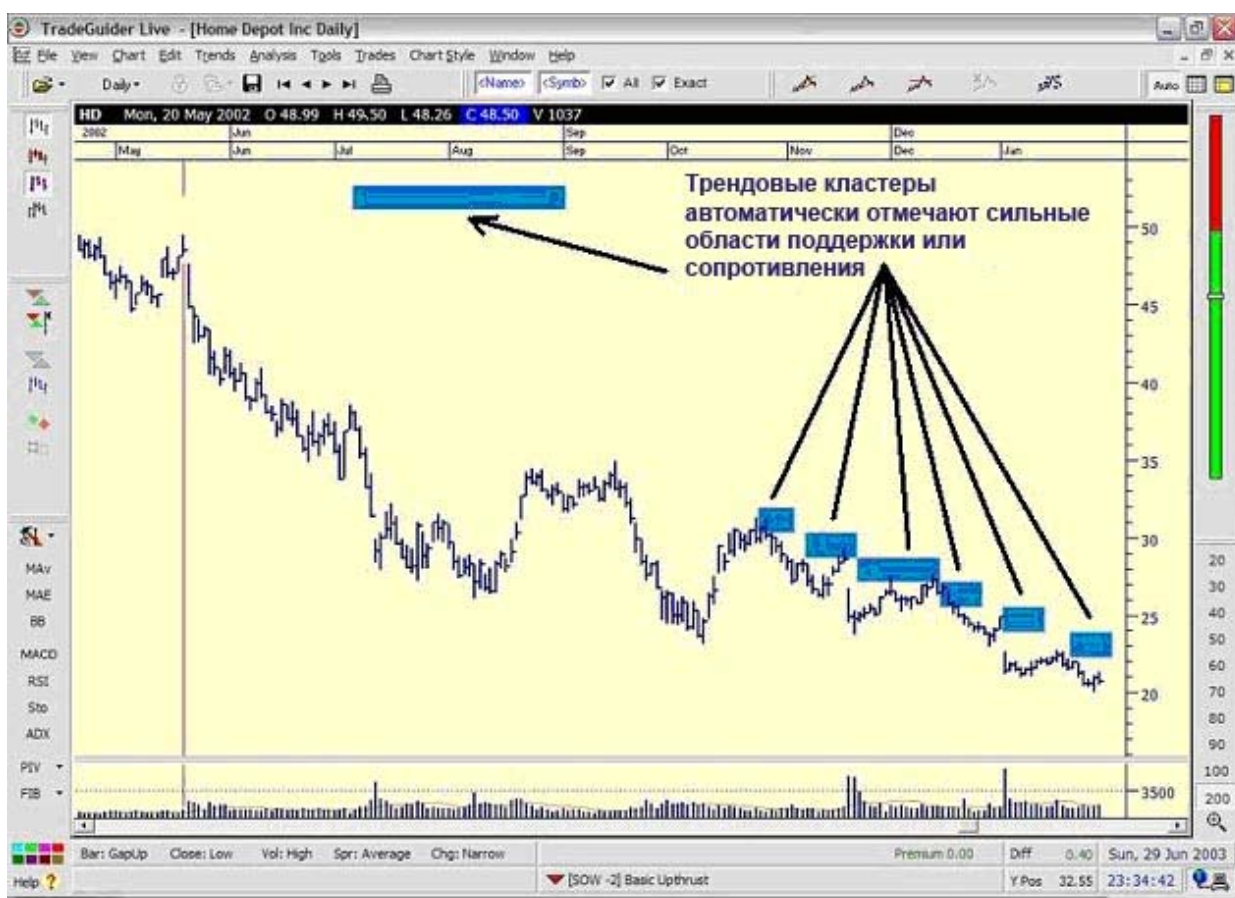 TradeGuider Live - [Home Depot Inc Daily]
File View Chart Edit Trends Analysis Tools Trades Chart Style Window Help
Daily <Name> <Symb> All Exact Auto
HD Mon, 20 May 2002 O 48.99 H 49.50 L 48.26 C 48.50 V 1037
2002 Jun Sep Dec
May Jun Jul Aug Sep Oct Nov Dec Jan
Трендовые кластеры
автоматически отмечают сильные
области поддержки или
сопротивления
50
45
40
35
30
25
20
3500
MAv
MAE
BB
MACD
RSI
Sto
ADX
PIV
FIB
20
30
40
50
60
70
80
90
100
200
Bar: GapUp Close: Low Vol: High Spr: Average Chg: Narrow Premium 0.00 Diff 0.40 Sun, 29 Jun 2003
Help ? [SOW -2] Basic Upthrust Y Pos 32.55 23:34:42